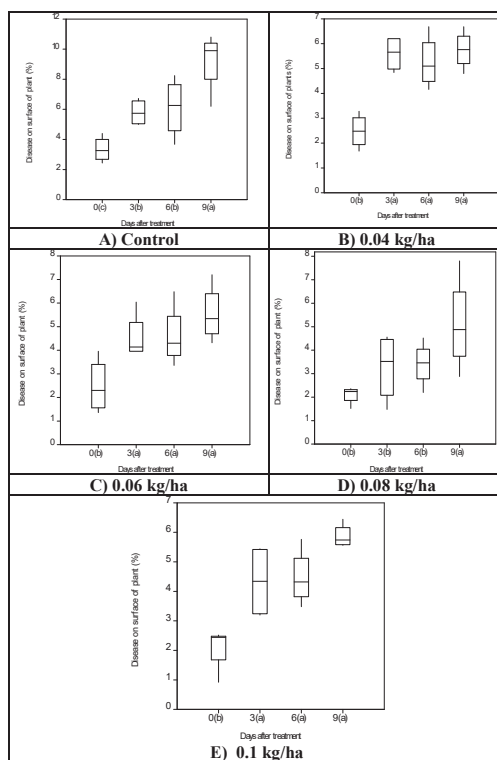 Disease on surface of plant (%)
12
10
8
6
4
2
0
0(c) 3(b) 6(b) 9(a)
Days after treatment
A) Control
Disease on surface of plants (%)
7
6
5
4
3
2
1
0
0(b) 3(a) 6(a) 9(a)
Days after treatment
B) 0.04 kg/ha
Disease on surface of plant (%)
8
7
6
5
4
3
2
1
0
0(b) 3(a) 6(a) 9(a)
Days after treatment
C) 0.06 kg/ha
Disease on surface of plant (%)
8
7
6
5
4
3
2
1
0
0(b) 3(b) 6(b) 9(a)
Days after treatment
D) 0.08 kg/ha
Disease on surface of plant (%)
7
6
5
4
3
2
1
0
0(b) 3(a) 6(a) 9(a)
Days after treatment
E) 0.1 kg/ha